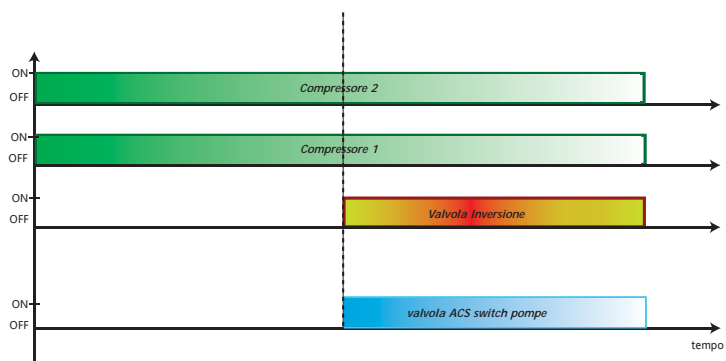 ON
OFF
Compressore 2
ON
OFF
Compressore 1
ON
OFF
Valvola Inversione
ON
OFF
valvola ACS switch pompe
tempo